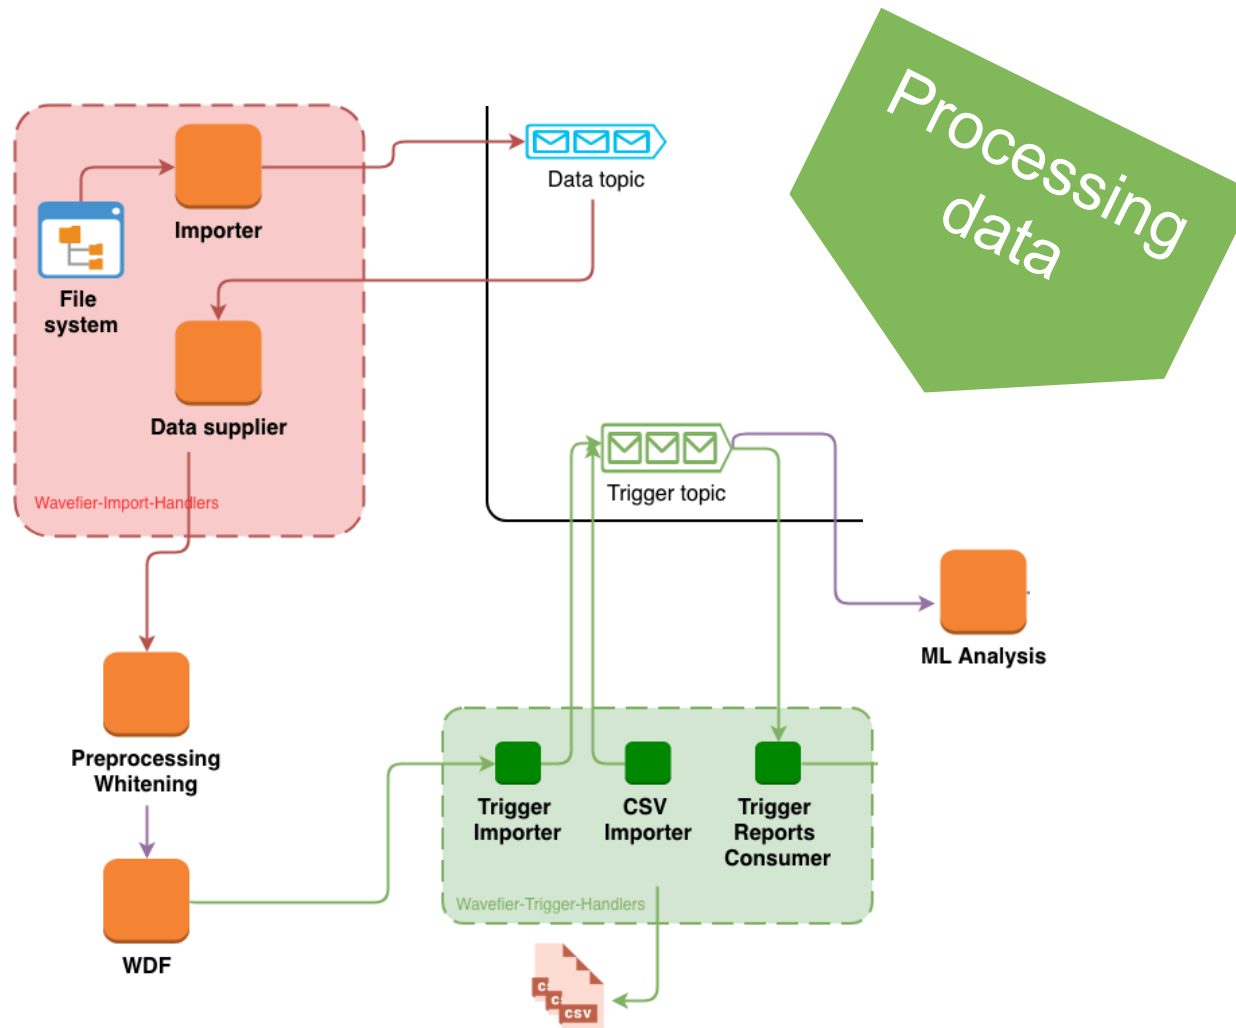 Processing
data
Data topic
Importer
File
system
Data supplier
Wavefier-Import-Handlers
Trigger topic
ML Analysis
Preprocessing
Whitening
WDF
Trigger
Importer
CSV
Importer
Trigger
Reports
Consumer
Wavefier-Trigger-Handlers
C
C
CSV